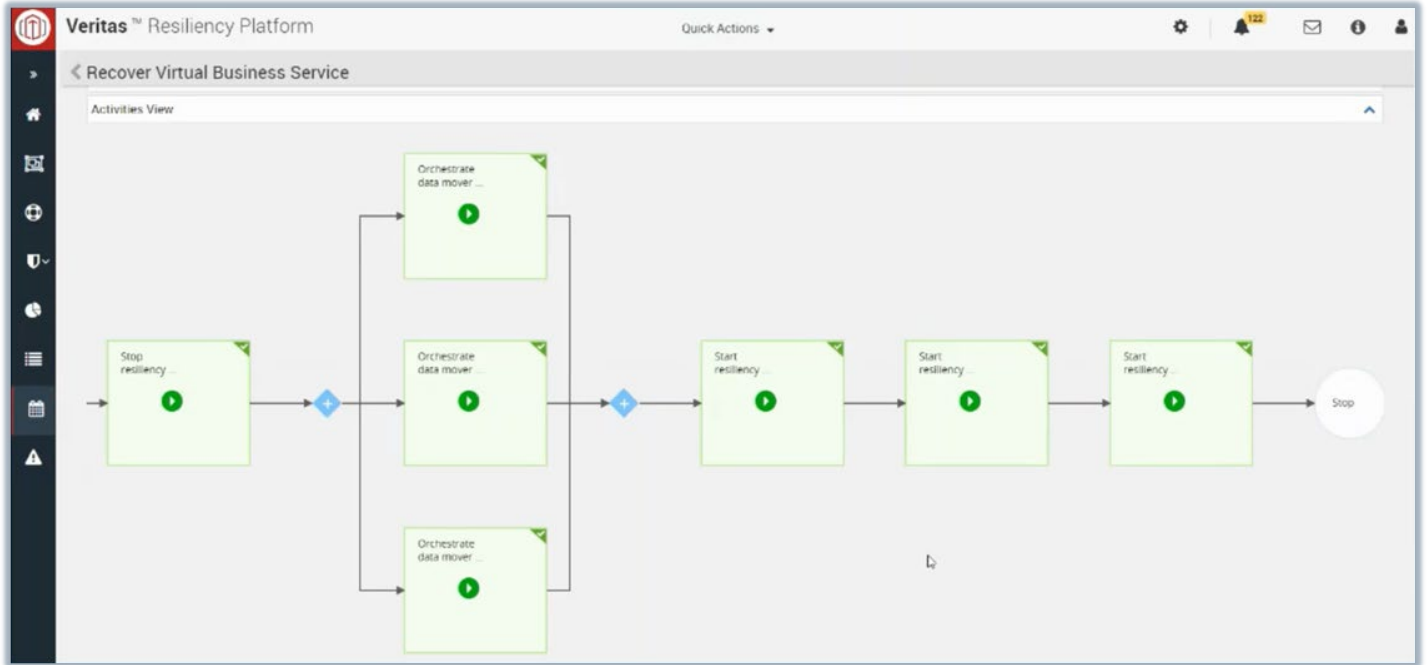 Veritas ™ Resiliency Platform
Quick Actions
122
Recover Virtual Business Service
Activities View
Orchestrate
data mover ...
Stop
resiliency ...
Orchestrate
data mover ...
Start
resiliency ...
Start
resiliency ...
Start
resiliency ...
Stop
Orchestrate
data mover ...